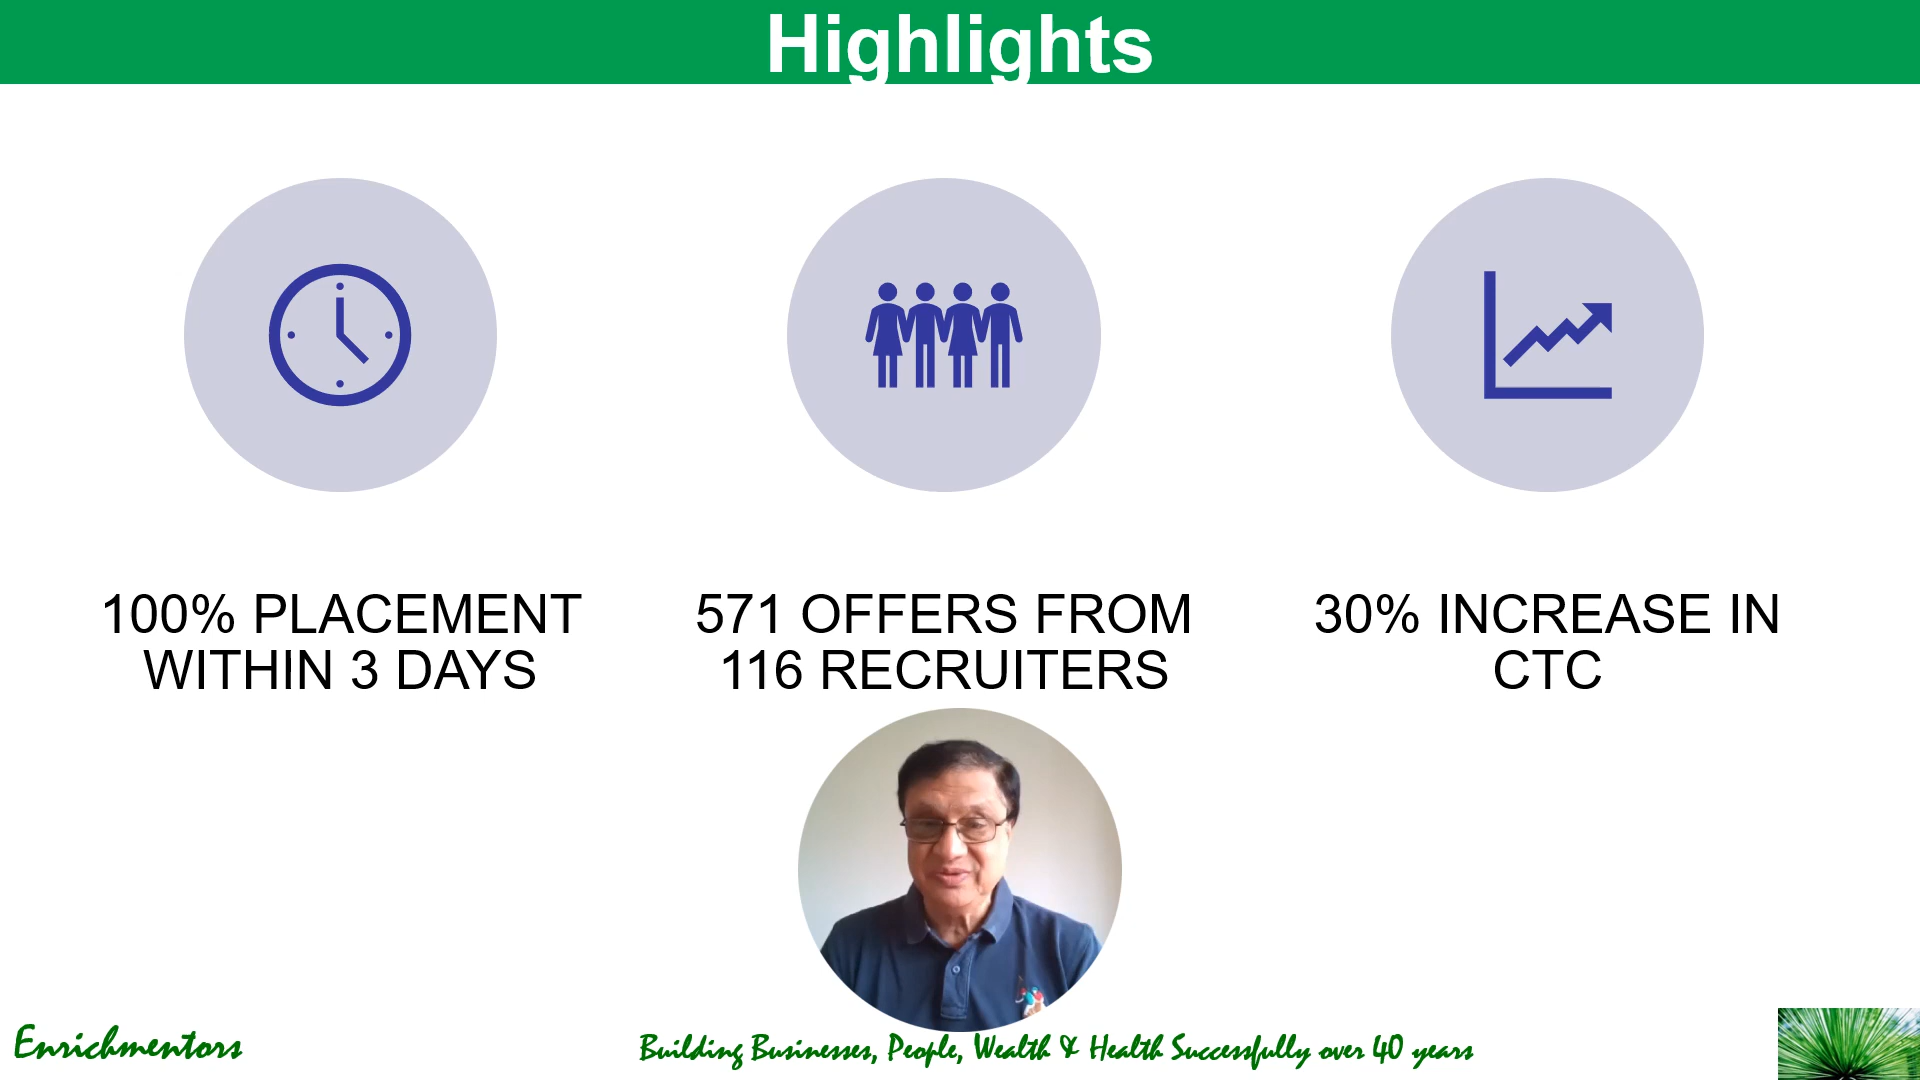 Highlights
100% PLACEMENT
WITHIN 3 DAYS
571 OFFERS FROM
116 RECRUITERS
30% INCREASE IN
CTC
Enrichmentors
Building Businesses, People, Wealth & Health Successfully over 40 years